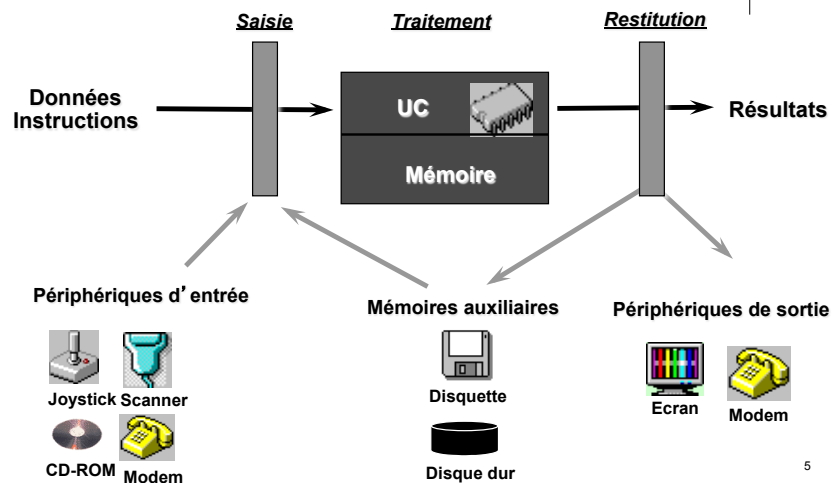 Saisie
Traitement
Restitution
Données
Instructions
UC
Mémoire
Résultats
Périphériques d’entrée
Mémoires auxiliaires
Périphériques de sortie
Joystick
Scanner
CD-ROM
Modem
Disquette
Disque dur
Ecran
Modem
5